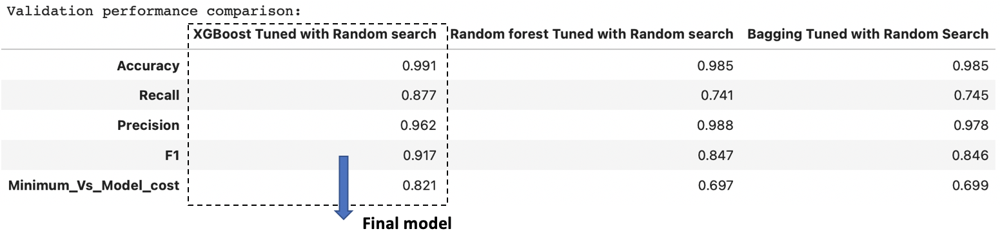 Validation performance comparison:
XGBoost Tuned with Random search Random forest Tuned with Random search Bagging Tuned with Random Search
Accuracy 0.991 0.985 0.985
Recall 0.877 0.741 0.745
Precision 0.962 0.988 0.978
F1 0.917 0.847 0.846
Minimum_Vs_Model_cost 0.821 0.697 0.699
Final model